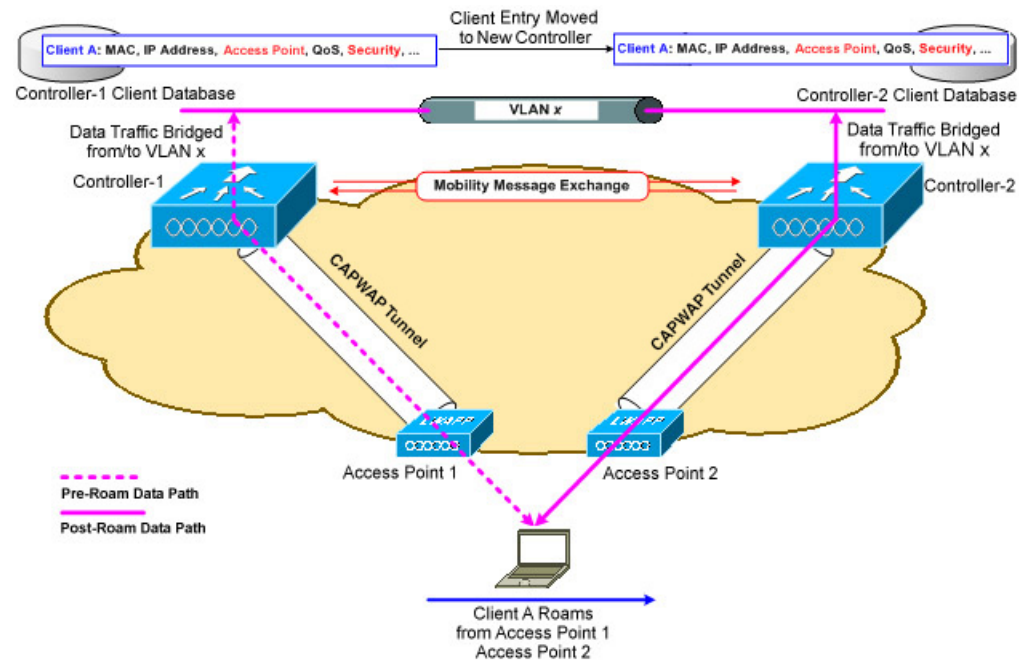 Client Entry Moved
to New Controller
Client A: MAC, IP Address, Access Point, QoS, Security, ...
Client A: MAC, IP Address, Access Point, QoS, Security, ...
Controller-1 Client Database
Controller-2 Client Database
VLAN x
Data Traffic Bridged
from/to VLAN x
Data Traffic Bridged
from/to VLAN x
Controller-1
Mobility Message Exchange
Controller-2
CAPWAP Tunnel
CAPWAP Tunnel
Access Point 1
Access Point 2
Pre-Roam Data Path
Post-Roam Data Path
Client A Roams
from Access Point 1
Access Point 2